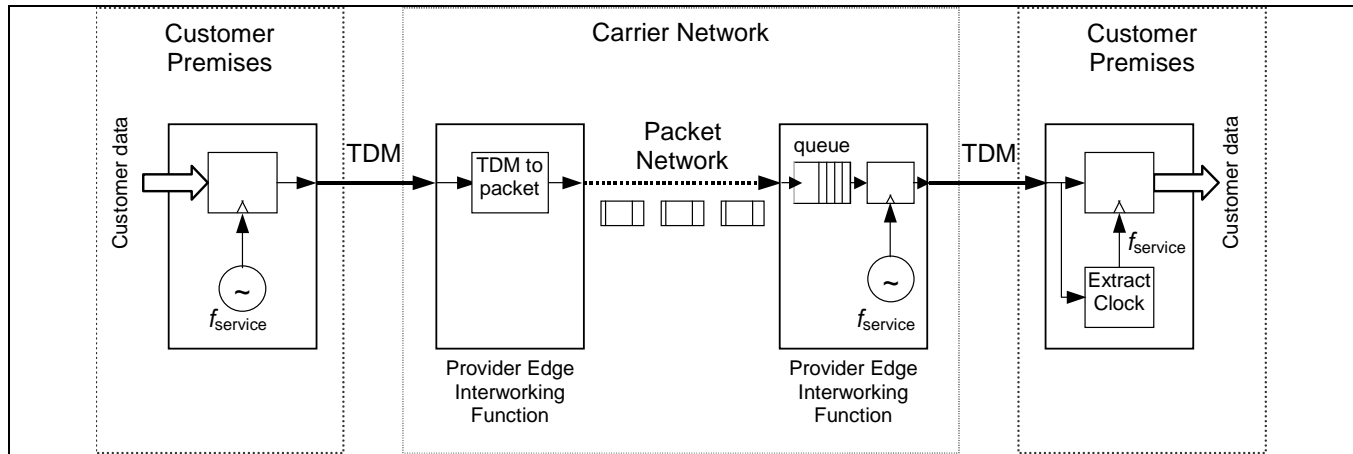 Customer
Premises
Carrier Network
Customer
Premises
Customer data
TDM
TDM to
packet
Packet
Network
queue
TDM
Customer data
~
fservice
~
fservice
fservice
Extract
Clock
Provider Edge
Interworking
Function
Provider Edge
Interworking
Function